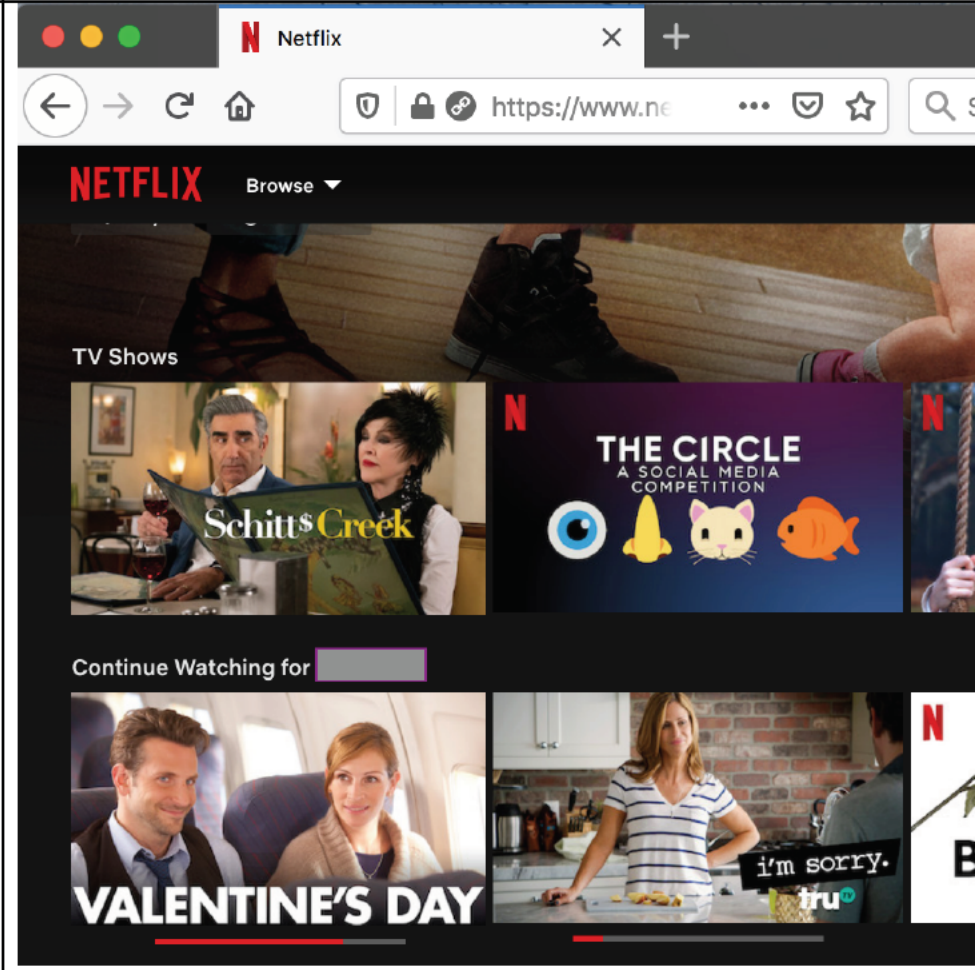 Netflix
https://www.ne
NETFLIX
Browse
TV Shows
Schitt$ Creek
THE CIRCLE
A SOCIAL MEDIA
COMPETITION
Continue Watching for
VALENTINE'S DAY
i'm sorry.
truTV
B